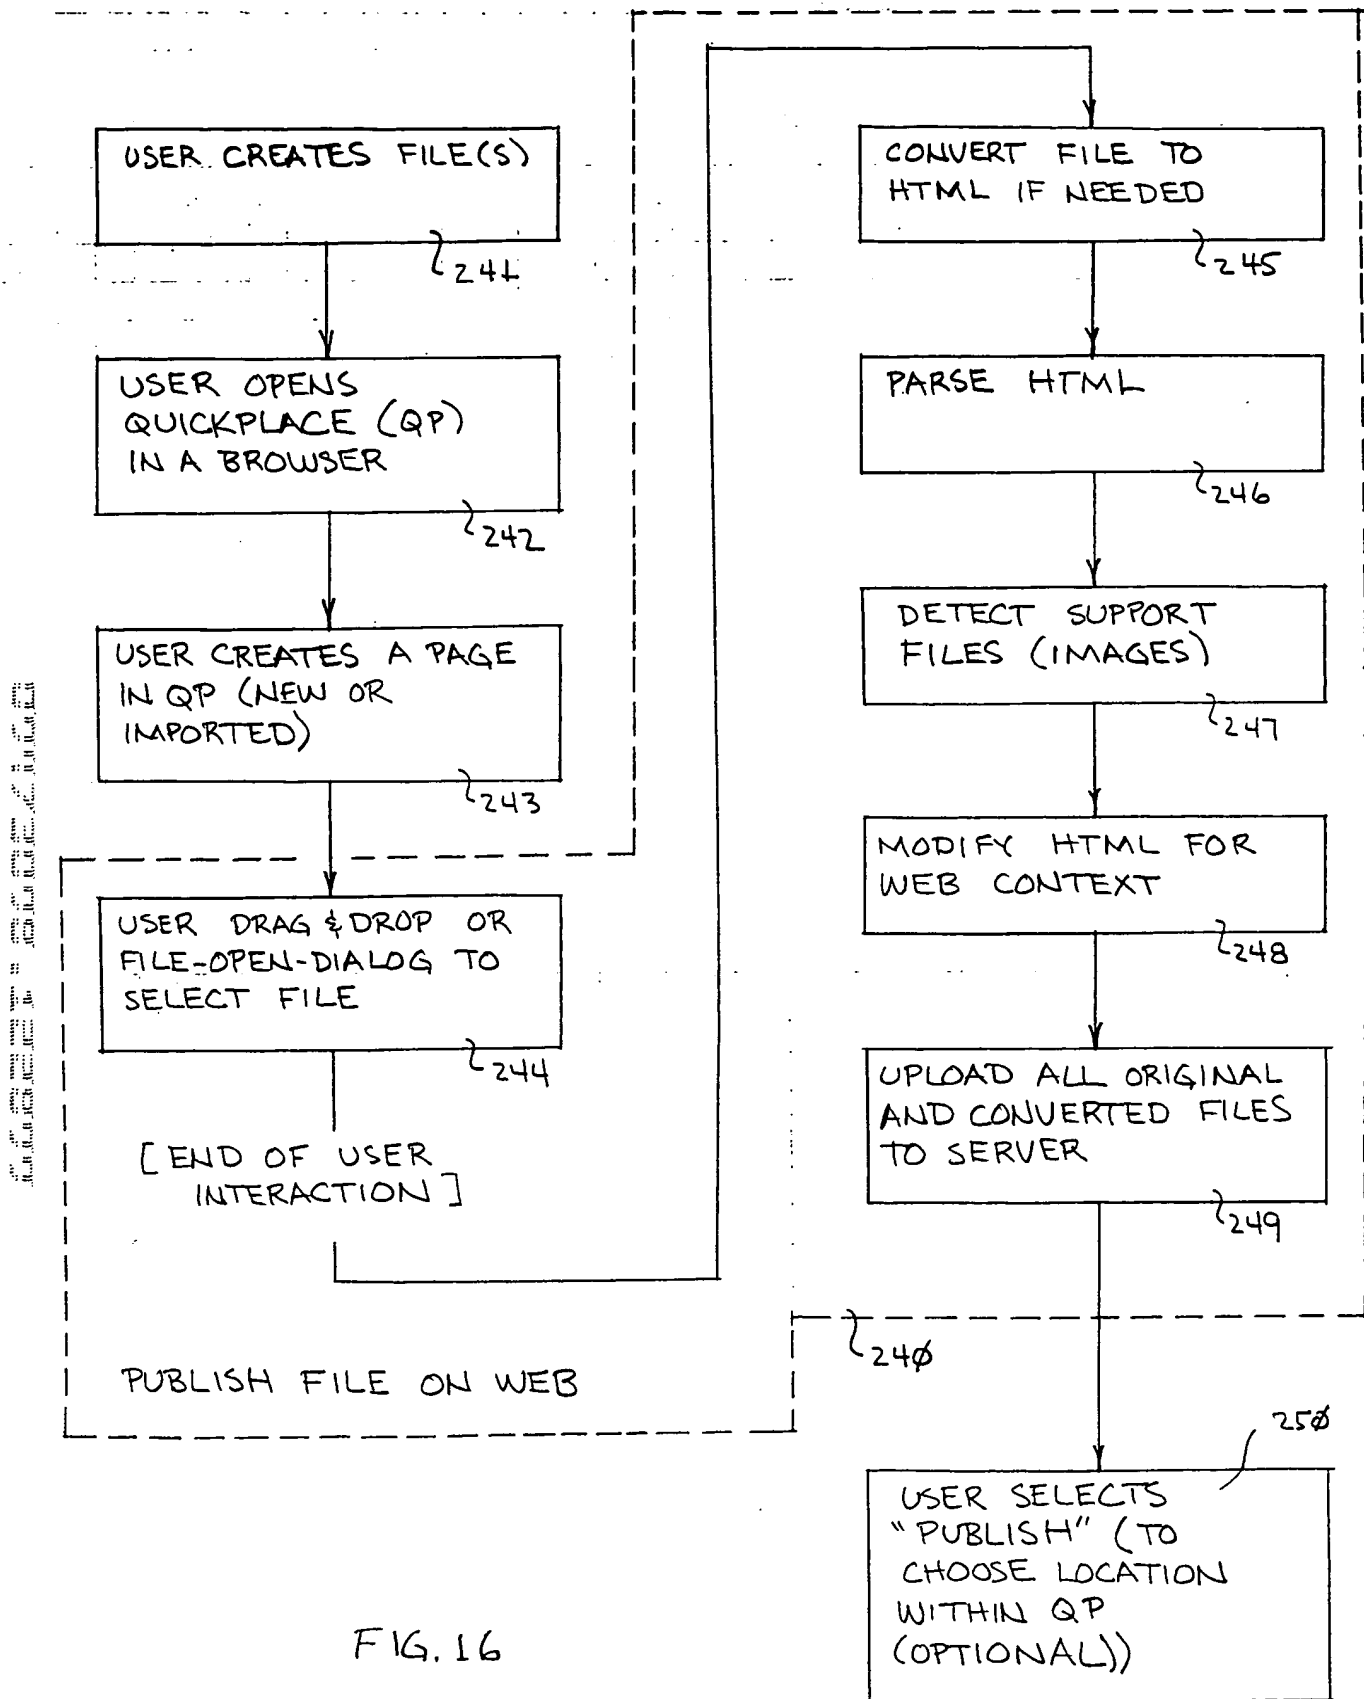 USER CREATES FILE(S)
241
USER OPENS
QUICKPLACE (QP)
IN A BROWSER
242
USER CREATES A PAGE
IN QP (NEW OR
IMPORTED)
243
USER DRAG & DROP OR
FILE-OPEN-DIALOG TO
SELECT FILE
244
[END OF USER
INTERACTION]
PUBLISH FILE ON WEB
CONVERT FILE TO
HTML IF NEEDED
245
PARSE HTML
246
DETECT SUPPORT
FILES (IMAGES)
247
MODIFY HTML FOR
WEB CONTEXT
248
UPLOAD ALL ORIGINAL
AND CONVERTED FILES
TO SERVER
249
240
250
USER SELECTS
"PUBLISH" (TO
CHOOSE LOCATION
WITHIN QP
(OPTIONAL))
FIG. 16